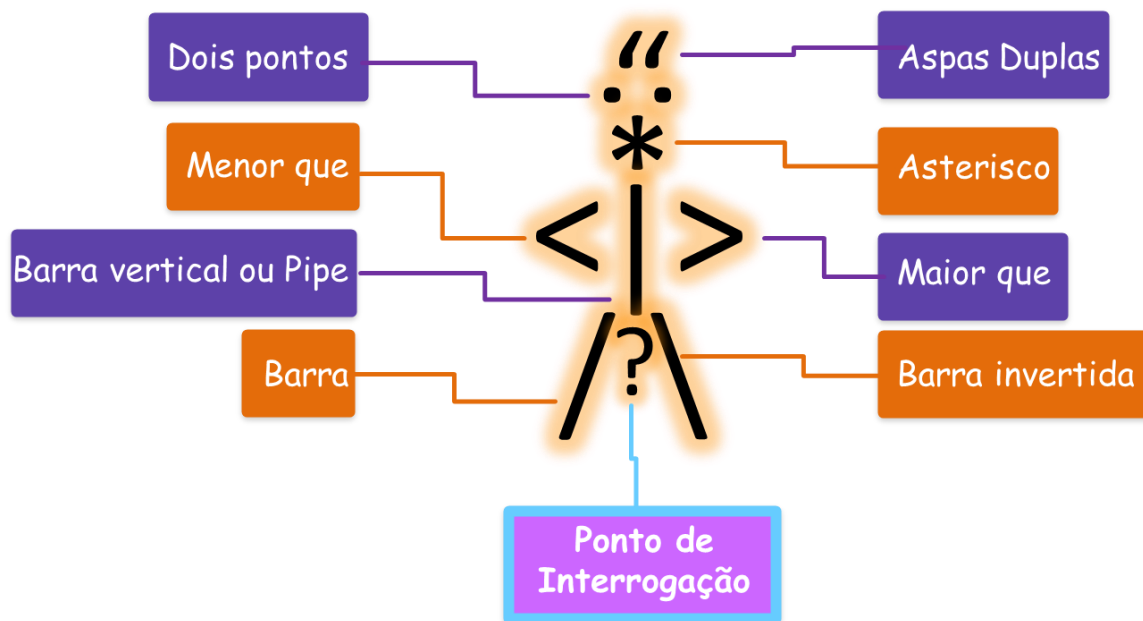 “
Dois pontos
Aspas Duplas
. .
*
Menor que
Asterisco
< | >
Barra vertical ou Pipe
Maior que
/ ? \
Barra
Barra invertida
Ponto de
Interrogação